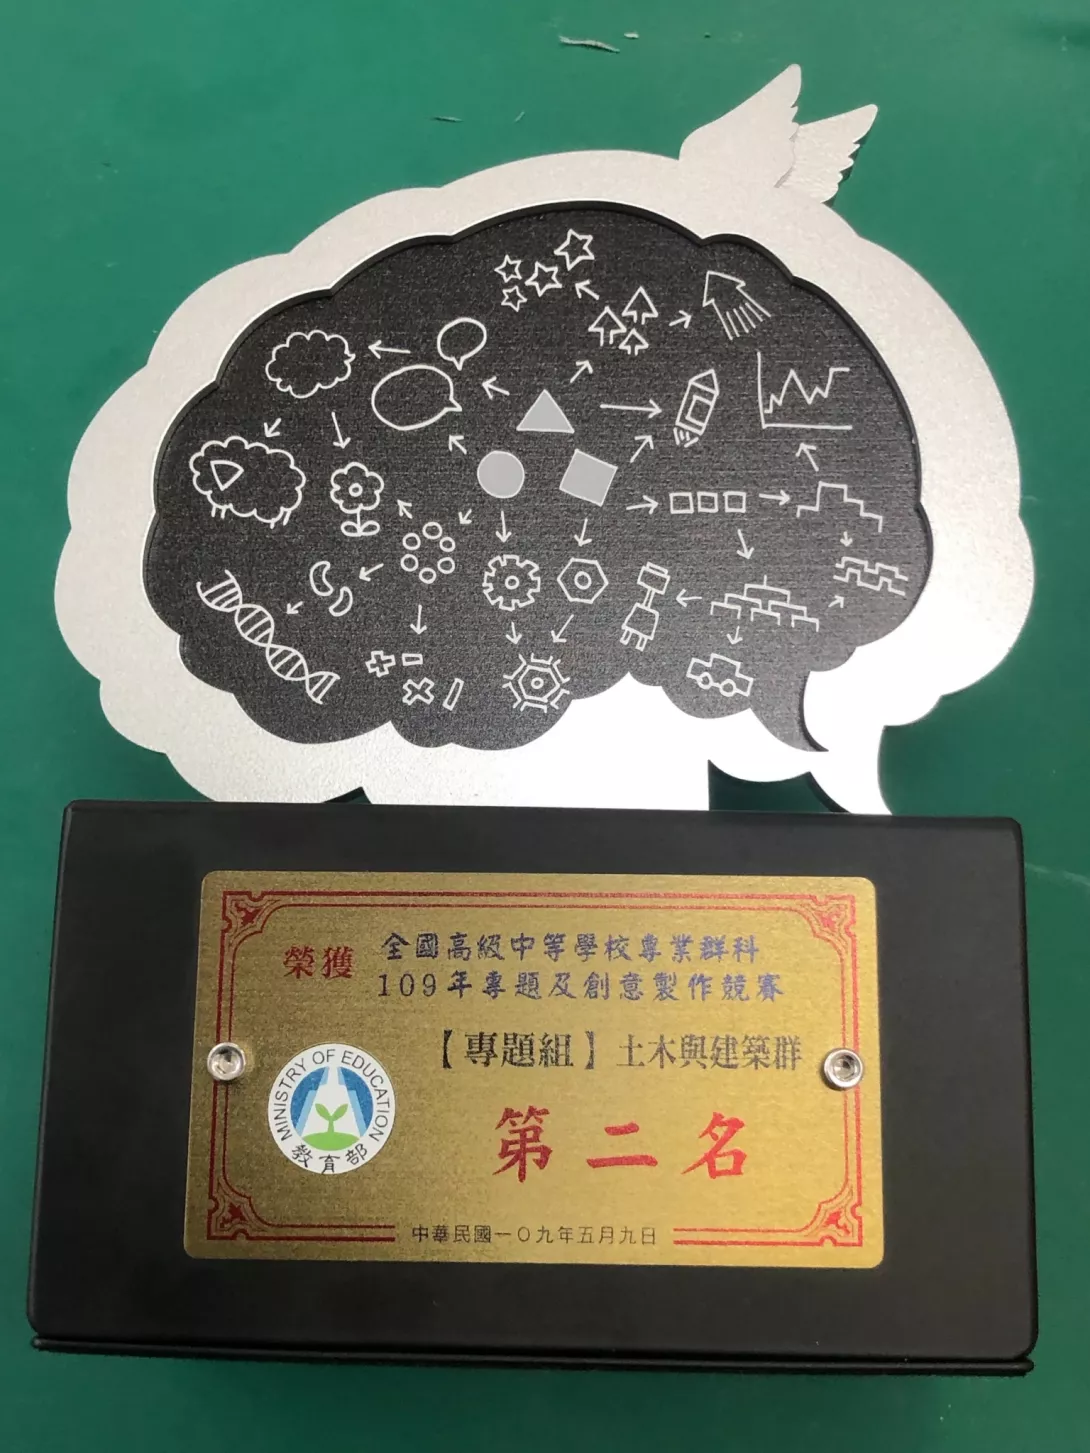 榮獲 全國高級中等學校專業群科
109年專題及創意製作競賽
【專題組】土木與建築群
MINISTRY OF EDUCATION
教育部
第二名
中華民國一○九年五月九日